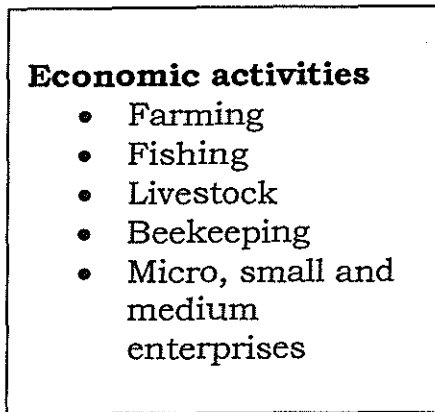 Economic activities
• Farming
• Fishing
• Livestock
• Beekeeping
• Micro, small and
medium
enterprises